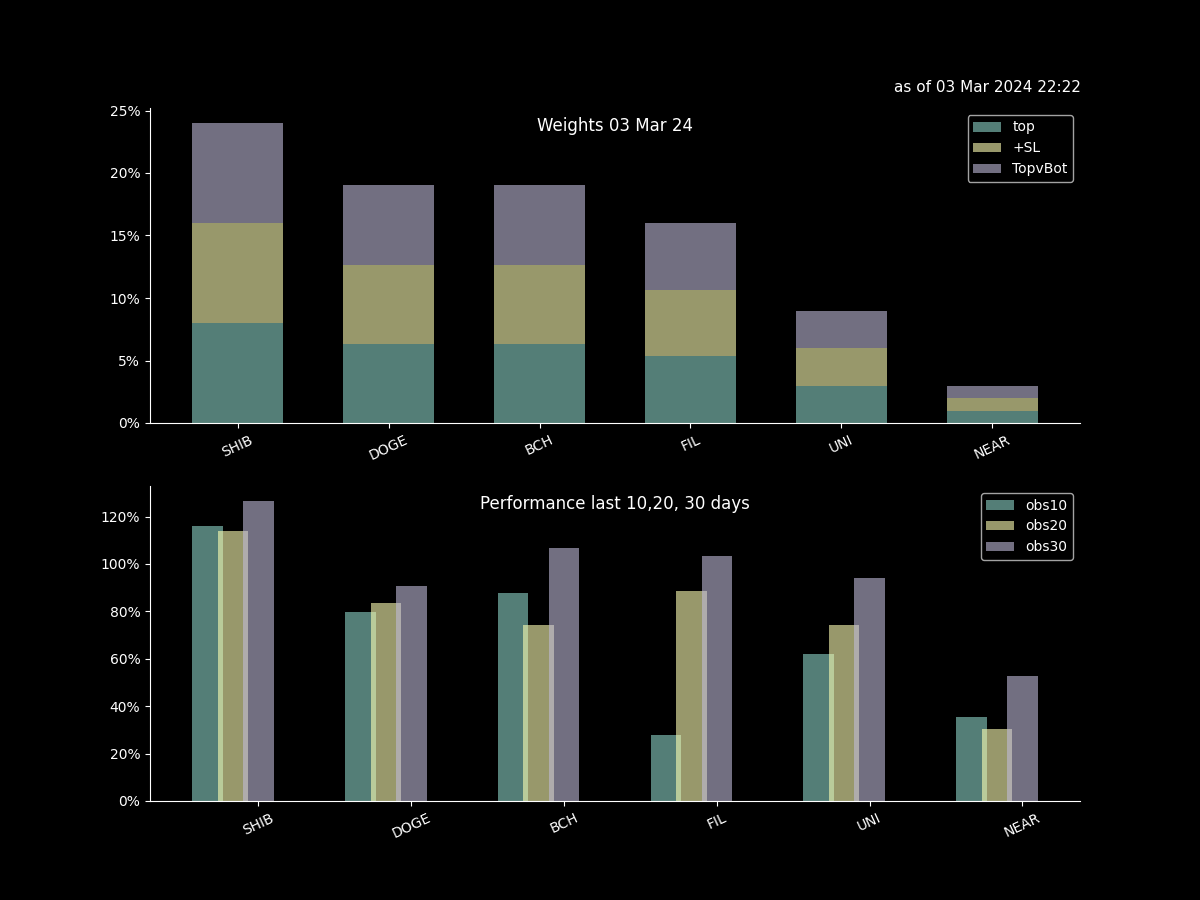 as of 03 Mar 2024 22:22
Weights 03 Mar 24
top
+SL
TopvBot
25%
20%
15%
10%
5%
0%
SHIB DOGE BCH FIL UNI NEAR
Performance last 10,20, 30 days
obs10
obs20
obs30
120%
100%
80%
60%
40%
20%
0%
SHIB DOGE BCH FIL UNI NEAR